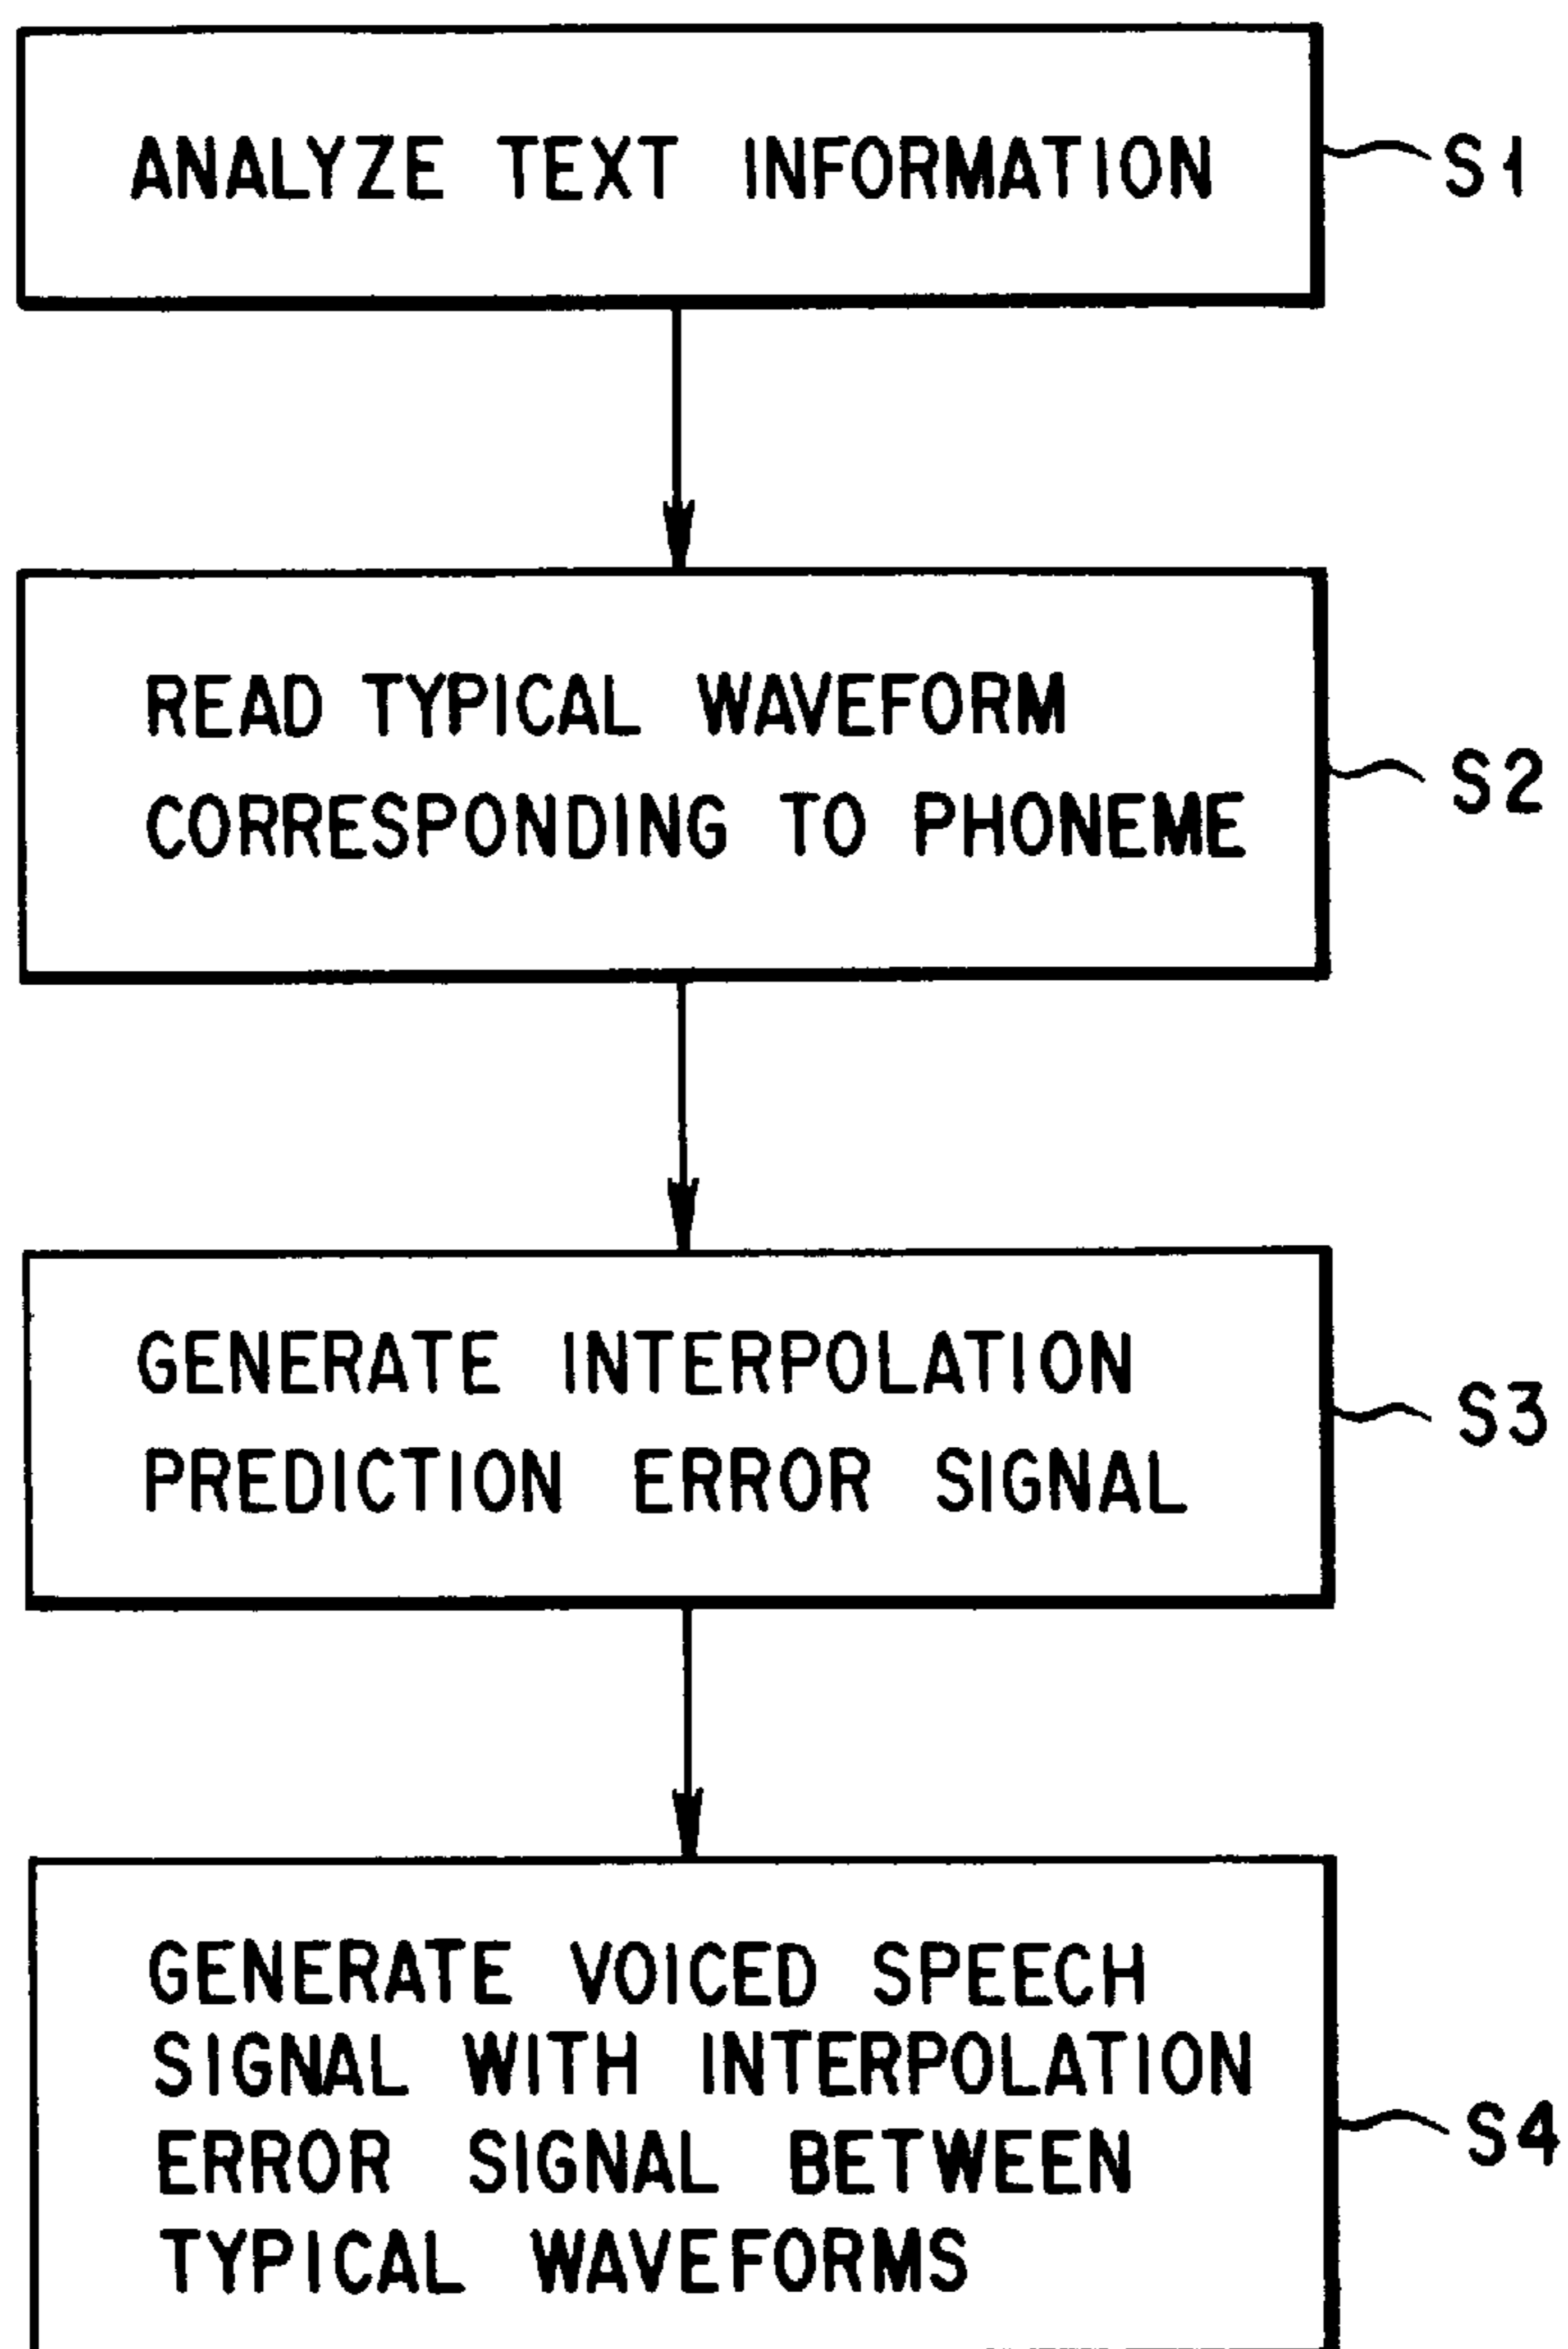 ANALYZE TEXT INFORMATION
S1
READ TYPICAL WAVEFORM
CORRESPONDING TO PHONEME
S2
GENERATE INTERPOLATION
PREDICTION ERROR SIGNAL
S3
GENERATE VOICED SPEECH
SIGNAL WITH INTERPOLATION
ERROR SIGNAL BETWEEN
TYPICAL WAVEFORMS
S4